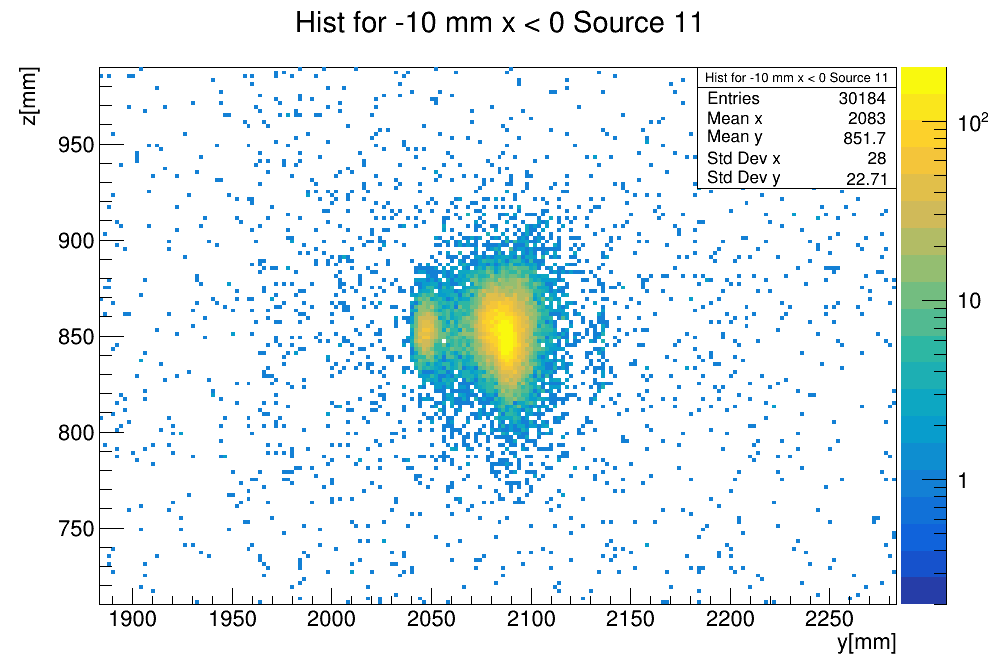 Hist for -10 mm x < 0 Source 11
z[mm]
Hist for -10 mm x < 0 Source 11
Entries 30184
Mean x 2083
Mean y 851.7
Std Dev x 28
Std Dev y 22.71
950
900
850
800
750
10²
10
1
1900 1950 2000 2050 2100 2150 2200 2250
y[mm]